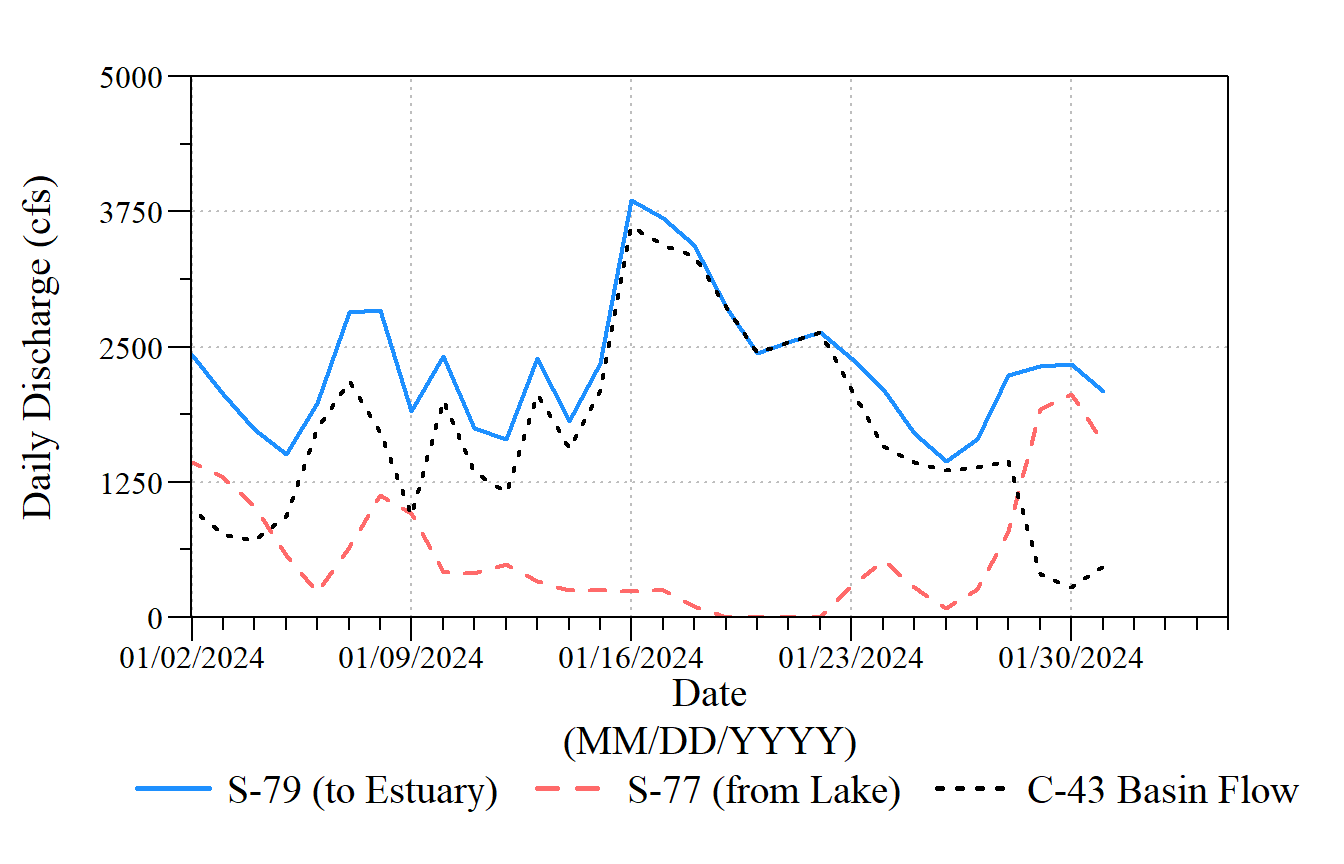 Daily Discharge (cfs)
5000
3750
2500
1250
0
01/02/2024 01/09/2024 01/16/2024 01/23/2024 01/30/2024
Date
(MM/DD/YYYY)
S-79 (to Estuary) S-77 (from Lake) C-43 Basin Flow